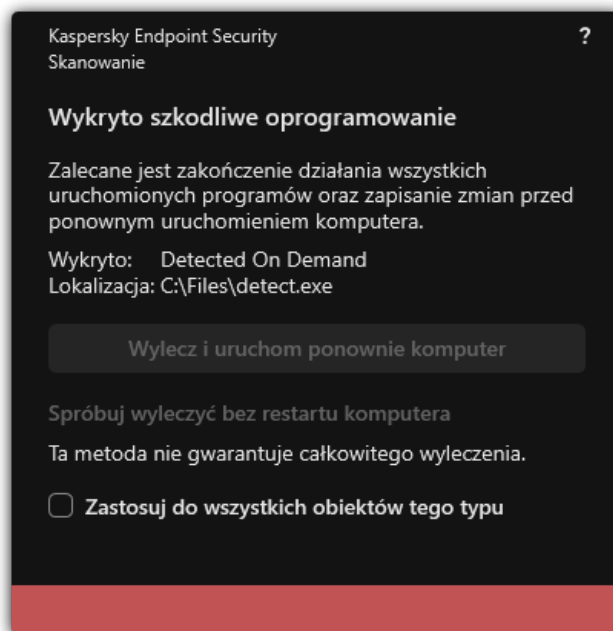 Kaspersky Endpoint Security
?
Skanowanie
Wykryto szkodliwe oprogramowanie
Zalecane jest zakończenie działania wszystkich
uruchomionych programów oraz zapisanie zmian przed
ponownym uruchomieniem komputera.
Wykryto: Detected On Demand
Lokalizacja: C:\Files\detect.exe
Wylecz i uruchom ponownie komputer
Spróbuj wyleczyć bez restartu komputera
Ta metoda nie gwarantuje całkowitego wyleczenia.
Zastosuj do wszystkich obiektów tego typu